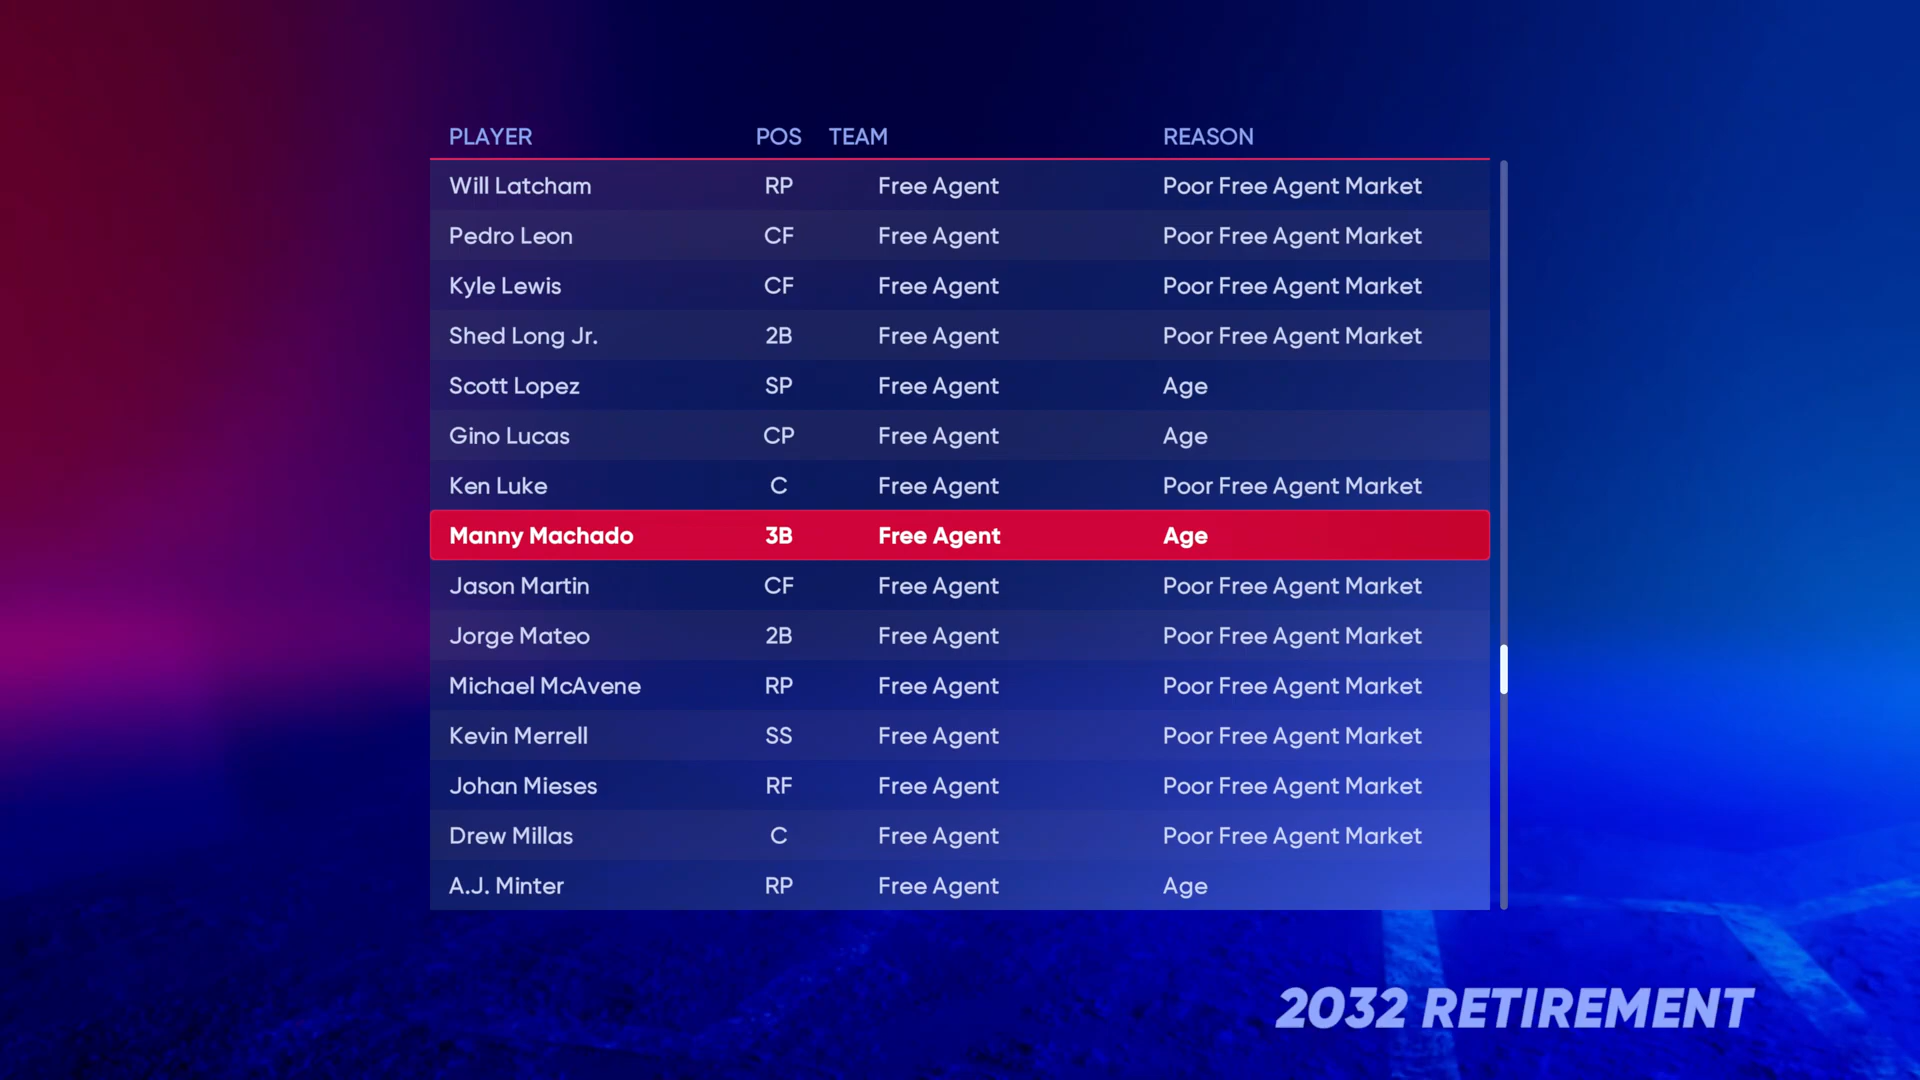 PLAYER POS TEAM REASON
Will Latcham RP Free Agent Poor Free Agent Market
Pedro Leon CF Free Agent Poor Free Agent Market
Kyle Lewis CF Free Agent Poor Free Agent Market
Shed Long Jr. 2B Free Agent Poor Free Agent Market
Scott Lopez SP Free Agent Age
Gino Lucas CP Free Agent Age
Ken Luke C Free Agent Poor Free Agent Market
Manny Machado 3B Free Agent Age
Jason Martin CF Free Agent Poor Free Agent Market
Jorge Mateo 2B Free Agent Poor Free Agent Market
Michael McAvene RP Free Agent Poor Free Agent Market
Kevin Merrell SS Free Agent Poor Free Agent Market
Johan Mieses RF Free Agent Poor Free Agent Market
Drew Millas C Free Agent Poor Free Agent Market
A.J. Minter RP Free Agent Age
2032 RETIREMENT